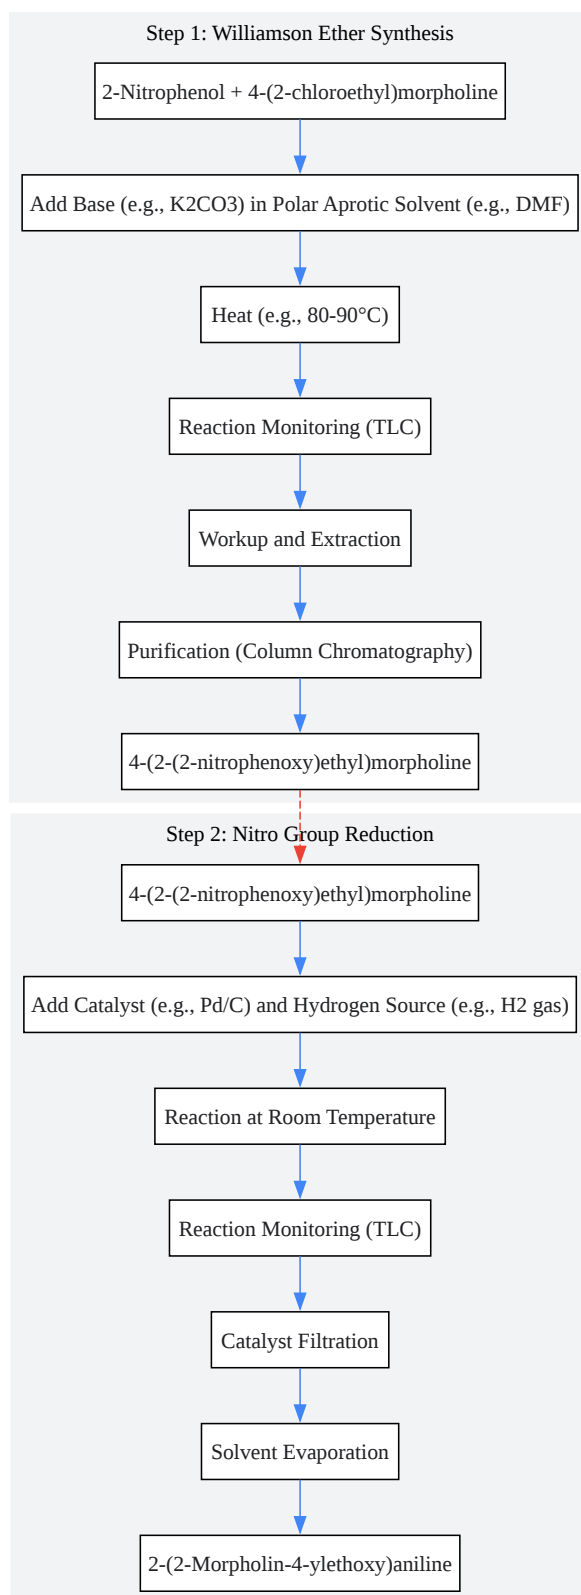 Step 1: Williamson Ether Synthesis
2-Nitrophenol + 4-(2-chloroethyl)morpholine
Add Base (e.g., K2CO3) in Polar Aprotic Solvent (e.g., DMF)
Heat (e.g., 80-90°C)
Reaction Monitoring (TLC)
Workup and Extraction
Purification (Column Chromatography)
4-(2-(2-nitrophenoxy)ethyl)morpholine
Step 2: Nitro Group Reduction
4-(2-(2-nitrophenoxy)ethyl)morpholine
Add Catalyst (e.g., Pd/C) and Hydrogen Source (e.g., H2 gas)
Reaction at Room Temperature
Reaction Monitoring (TLC)
Catalyst Filtration
Solvent Evaporation
2-(2-Morpholin-4-ylethoxy)aniline